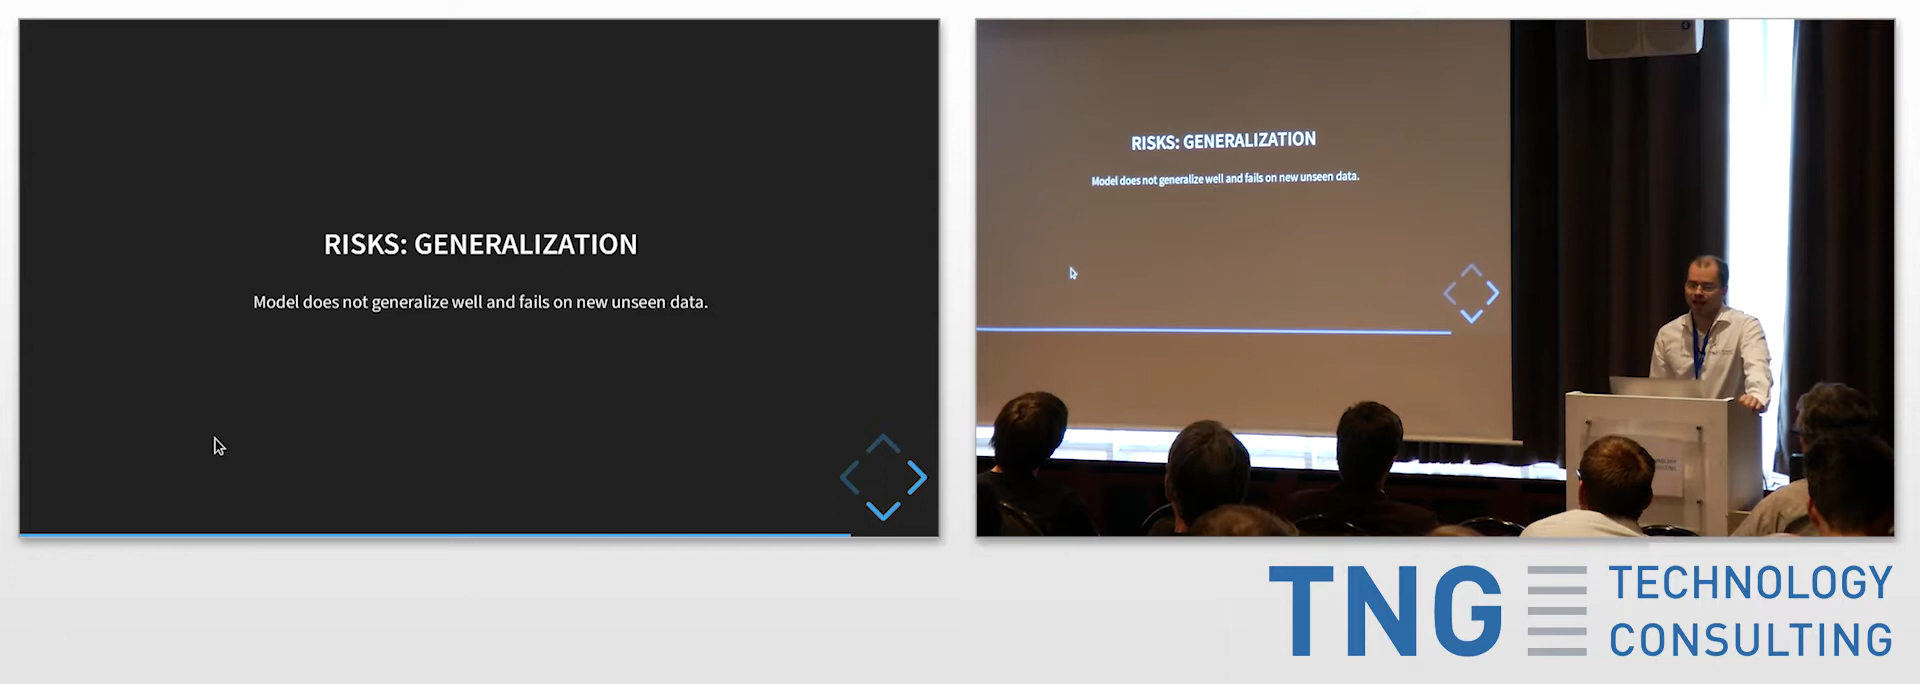 RISKS: GENERALIZATION
Model does not generalize well and fails on new unseen data.
RISKS: GENERALIZATION
Model does not generalize well and fails on new unseen data.
TNG TECHNOLOGY
CONSULTING